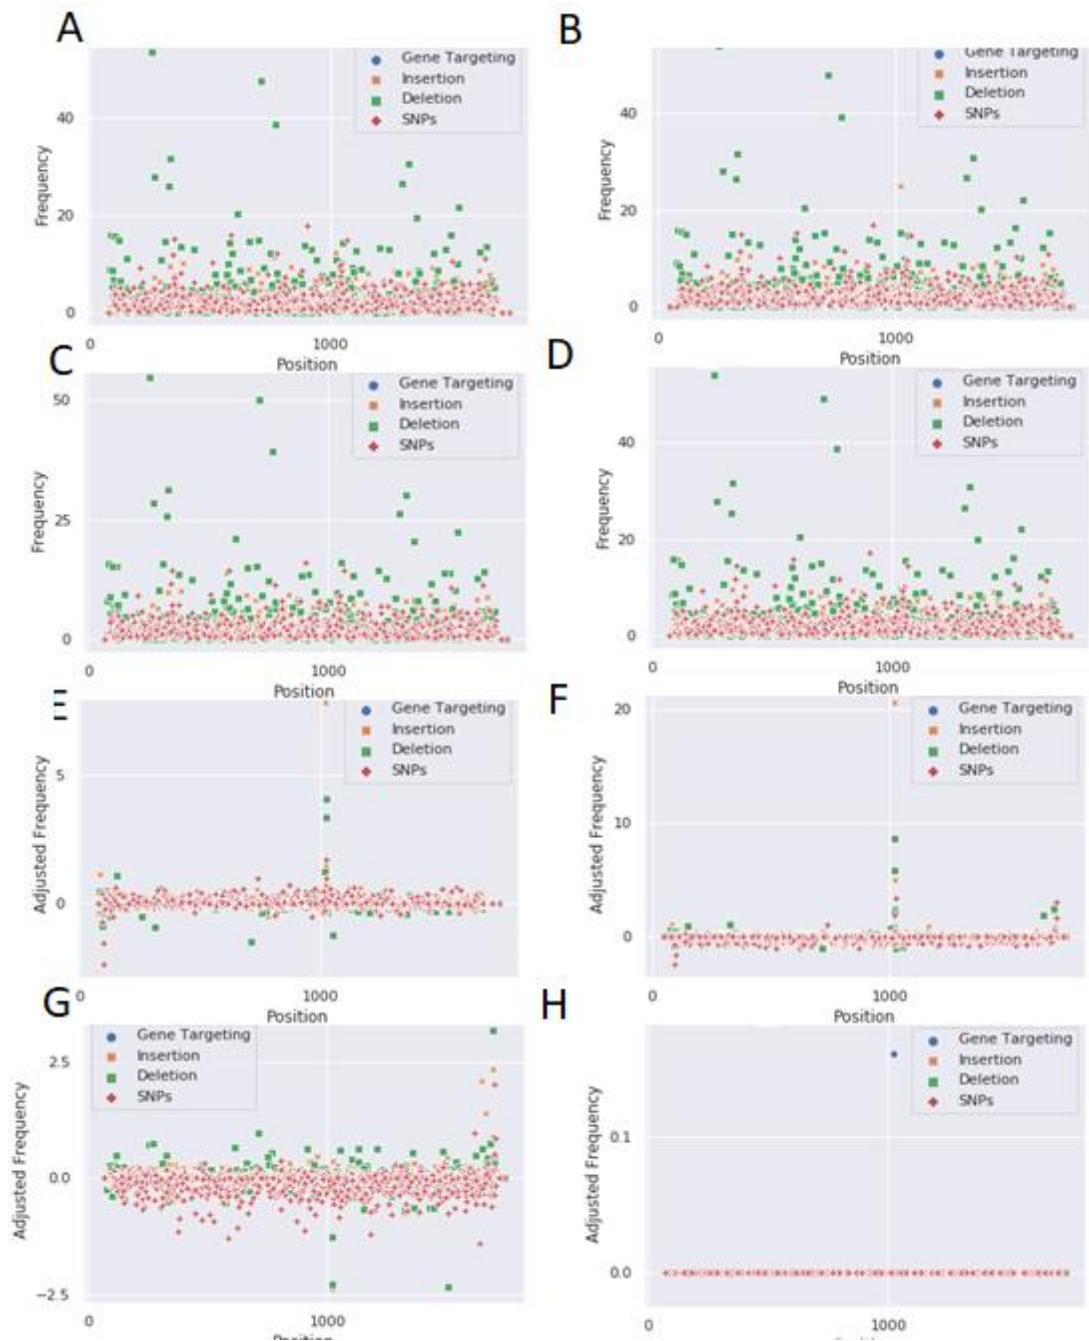 A
Gene Targeting
Insertion
Deletion
SNPs
40
20
0
Frequency
0 1000
Position
B
Gene Targeting
Insertion
Deletion
SNPs
40
20
0
Frequency
0 1000
C
Gene Targeting
Insertion
Deletion
SNPs
50
25
0
Frequency
0 1000
Position
D
Gene Targeting
Insertion
Deletion
SNPs
40
20
0
Frequency
0 1000
Position
E
Gene Targeting
Insertion
Deletion
SNPs
5
0
Adjusted Frequency
0 1000
Position
F
Gene Targeting
Insertion
Deletion
SNPs
20
10
0
Adjusted Frequency
0 1000
Position
G
Gene Targeting
Insertion
Deletion
SNPs
2.5
0.0
−2.5
Adjusted Frequency
0 1000
Position
H
Gene Targeting
Insertion
Deletion
SNPs
0.1
0.0
Adjusted Frequency
0 1000